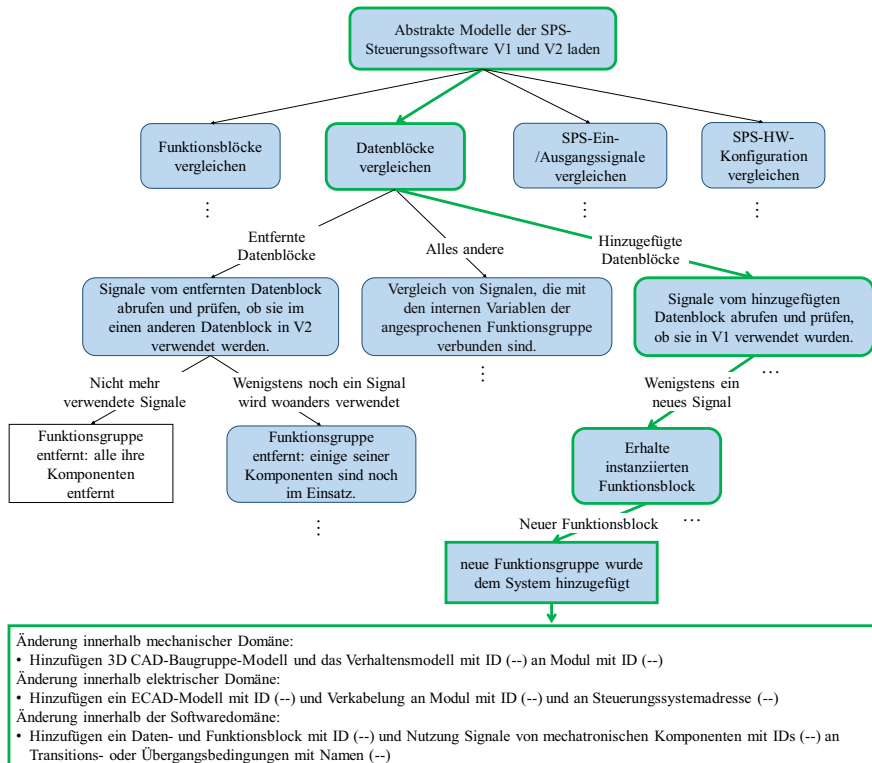 Abstrakte Modelle der SPS-
Steuerungssoftware V1 und V2 laden
Funktionsblöcke
vergleichen
Datenblöcke
vergleichen
SPS-Ein-
/Ausgangssignale
vergleichen
SPS-HW-
Konfiguration
vergleichen
⋮
⋮
⋮
Entfernte
Datenblöcke
Alles andere
Hinzugefügte
Datenblöcke
Signale vom entfernten Datenblock
abrufen und prüfen, ob sie im
einen anderen Datenblock in V2
verwendet werden.
Vergleich von Signalen, die mit
den internen Variablen der
angesprochenen Funktionsgruppe
verbunden sind.
Signale vom hinzugefügten
Datenblock abrufen und prüfen,
ob sie in V1 verwendet wurden.
⋮
…
Nicht mehr
verwendete Signale
Wenigstens noch ein Signal
wird woanders verwendet
Wenigstens ein
neues Signal
Funktionsgruppe
entfernt: alle ihre
Komponenten
entfernt
Funktionsgruppe
entfernt: einige seiner
Komponenten sind noch
im Einsatz.
Erhalte
instanziierten
Funktionsblock
⋮
Neuer Funktionsblock
…
neue Funktionsgruppe wurde
dem System hinzugefügt
Änderung innerhalb mechanischer Domäne:
• Hinzufügen 3D CAD-Baugruppe-Modell und das Verhaltensmodell mit ID (--) an Modul mit ID (--)
Änderung innerhalb elektrischer Domäne:
• Hinzufügen ein ECAD-Modell mit ID (--) und Verkabelung an Modul mit ID (--) und an Steuerungssystemadresse (--)
Änderung innerhalb der Softwaredomäne:
• Hinzufügen ein Daten- und Funktionsblock mit ID (--) und Nutzung Signale von mechatronischen Komponenten mit IDs (--) an
Transitions- oder Übergangsbedingungen mit Namen (--)